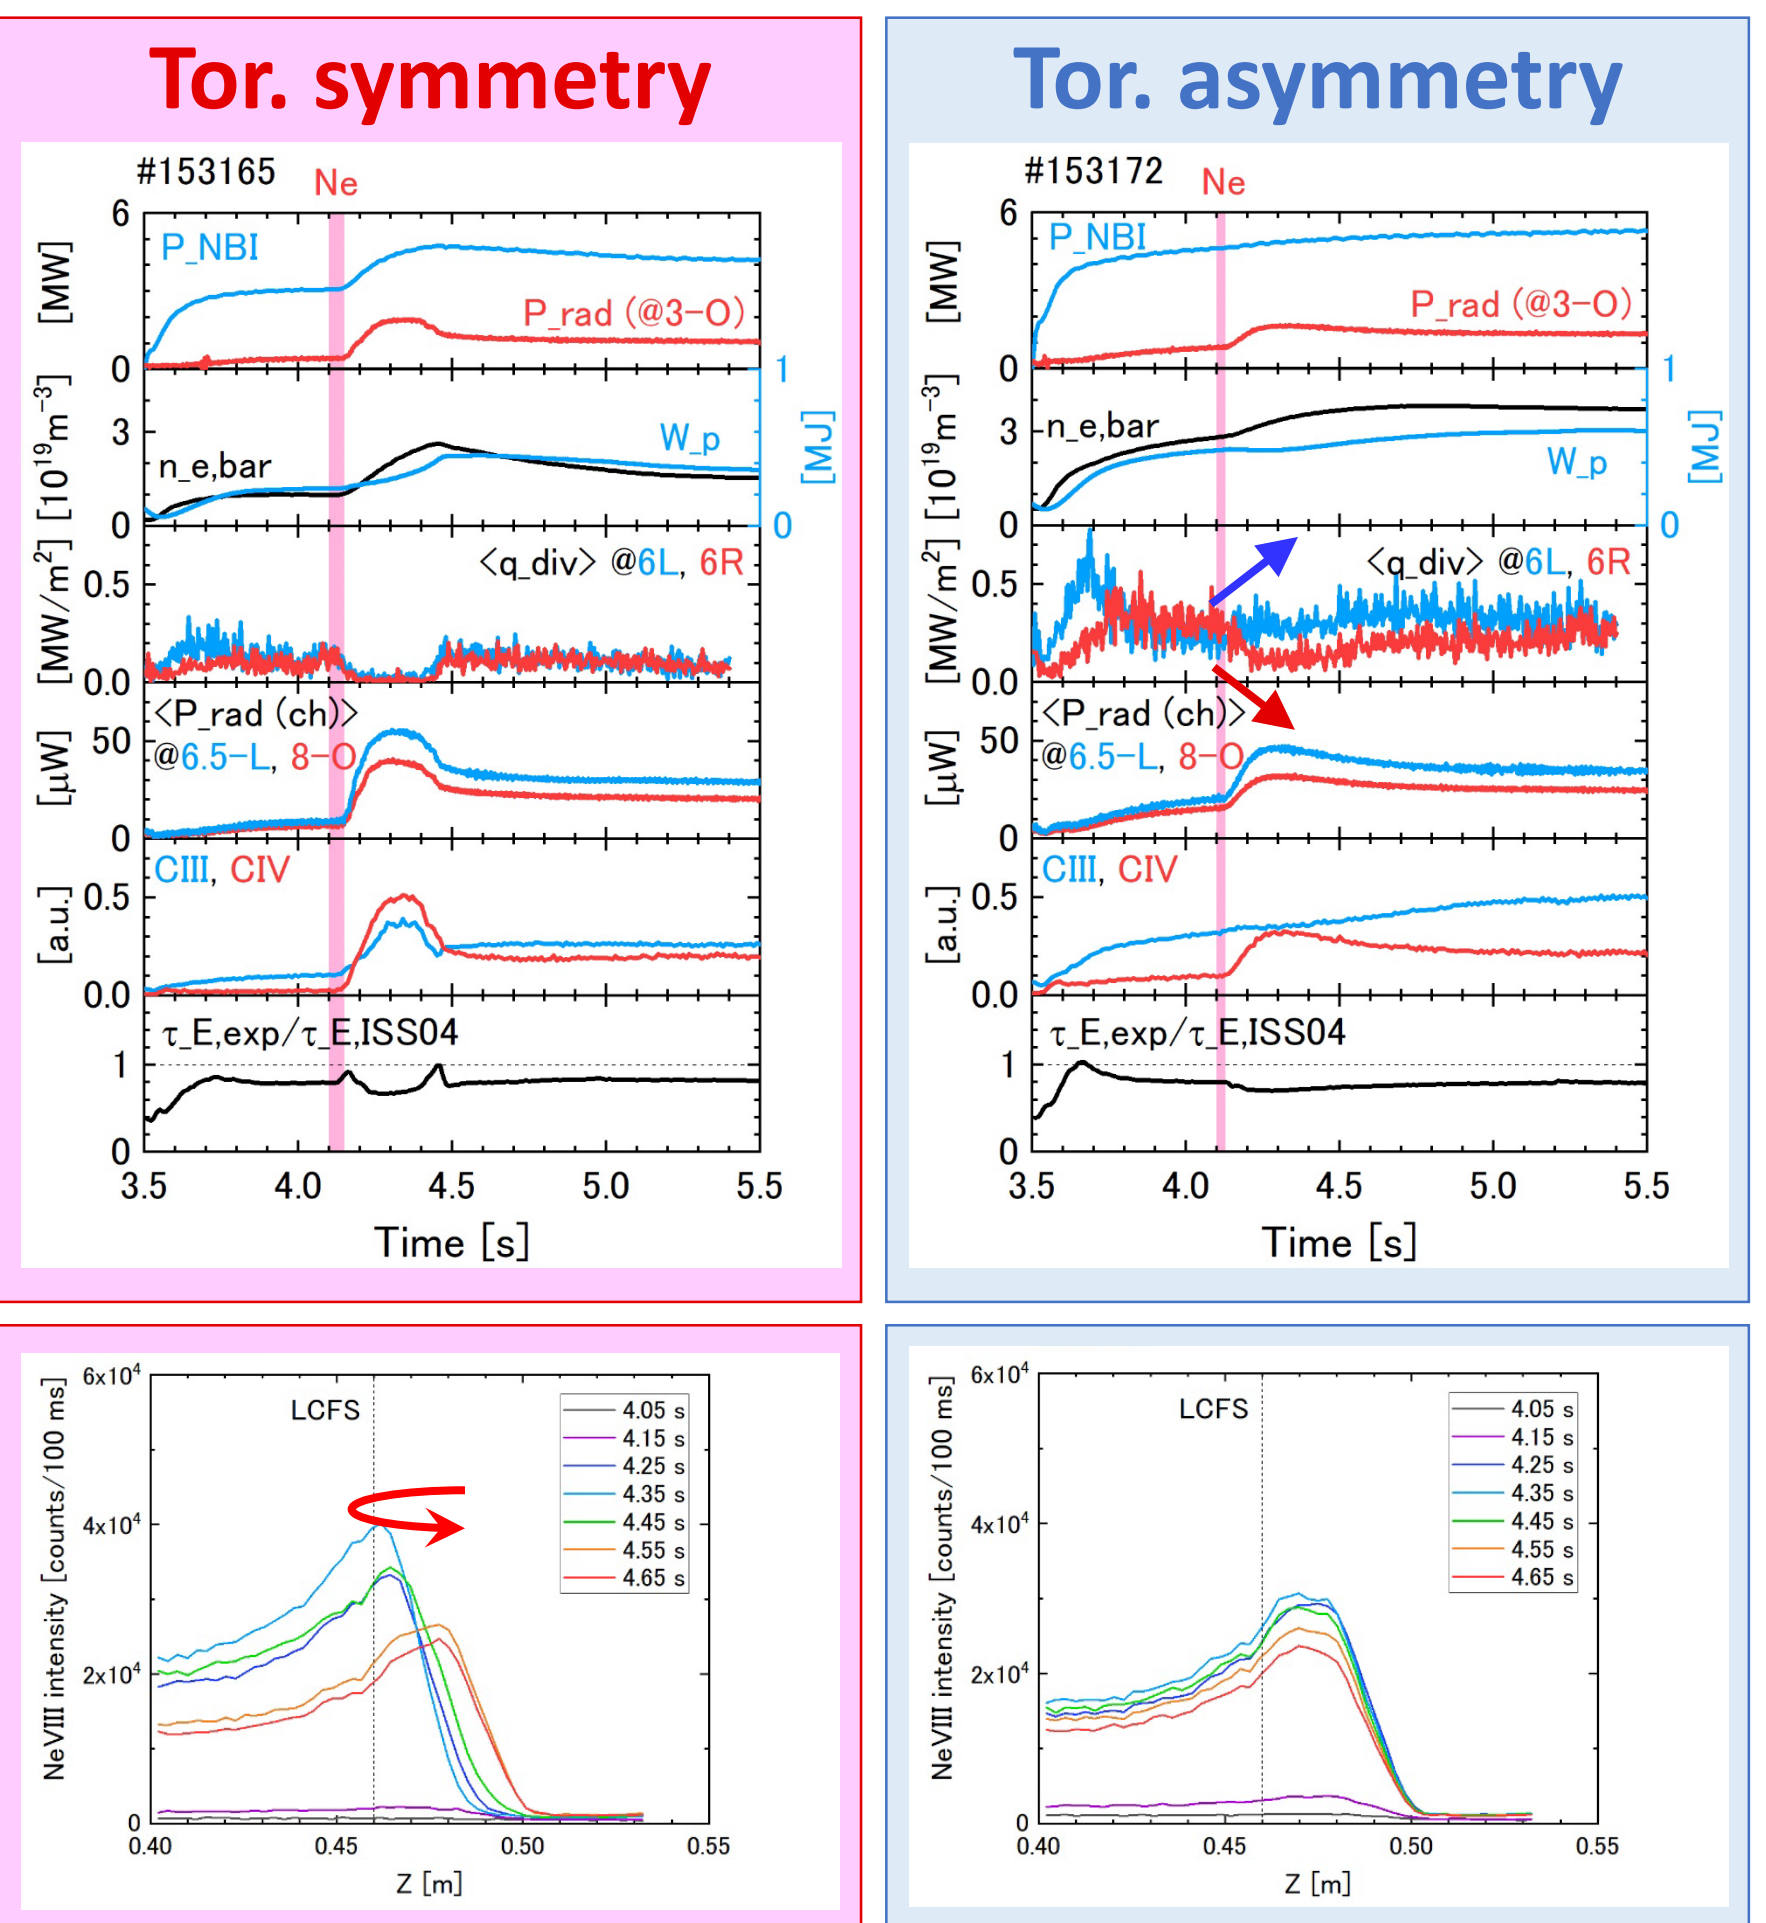 Tor. symmetry
#153165
Ne
6
P_NBI
[MW]
P_rad (@3-O)
0
1
[10^19 m^-3]
3
n_e,bar
W_p
[MJ]
0
0
[MW/m^2]
<q_div> @6L, 6R
0.5
0.0
<P_rad (ch)>
50
@6.5-L, 8-O
[μW]
0
CIII, CIV
0.5
[a.u.]
0.0
τ_E,exp/τ_E,ISS04
1
0
3.5 4.0 4.5 5.0 5.5
Time [s]
Tor. asymmetry
#153172
Ne
6
P_NBI
[MW]
P_rad (@3-O)
0
1
[10^19 m^-3]
3
n_e,bar
W_p
[MJ]
0
0
[MW/m^2]
<q_div> @6L, 6R
0.5
0.0
<P_rad (ch)>
50
@6.5-L, 8-O
[μW]
0
CIII, CIV
0.5
[a.u.]
0.0
τ_E,exp/τ_E,ISS04
1
0
3.5 4.0 4.5 5.0 5.5
Time [s]
NeVIII intensity [counts/100 ms]
6x10^4
4x10^4
2x10^4
0
LCFS
4.05 s
4.15 s
4.25 s
4.35 s
4.45 s
4.55 s
4.65 s
0.40 0.45 0.50 0.55
Z [m]
NeVIII intensity [counts/100 ms]
6x10^4
4x10^4
2x10^4
0
LCFS
4.05 s
4.15 s
4.25 s
4.35 s
4.45 s
4.55 s
4.65 s
0.40 0.45 0.50 0.55
Z [m]